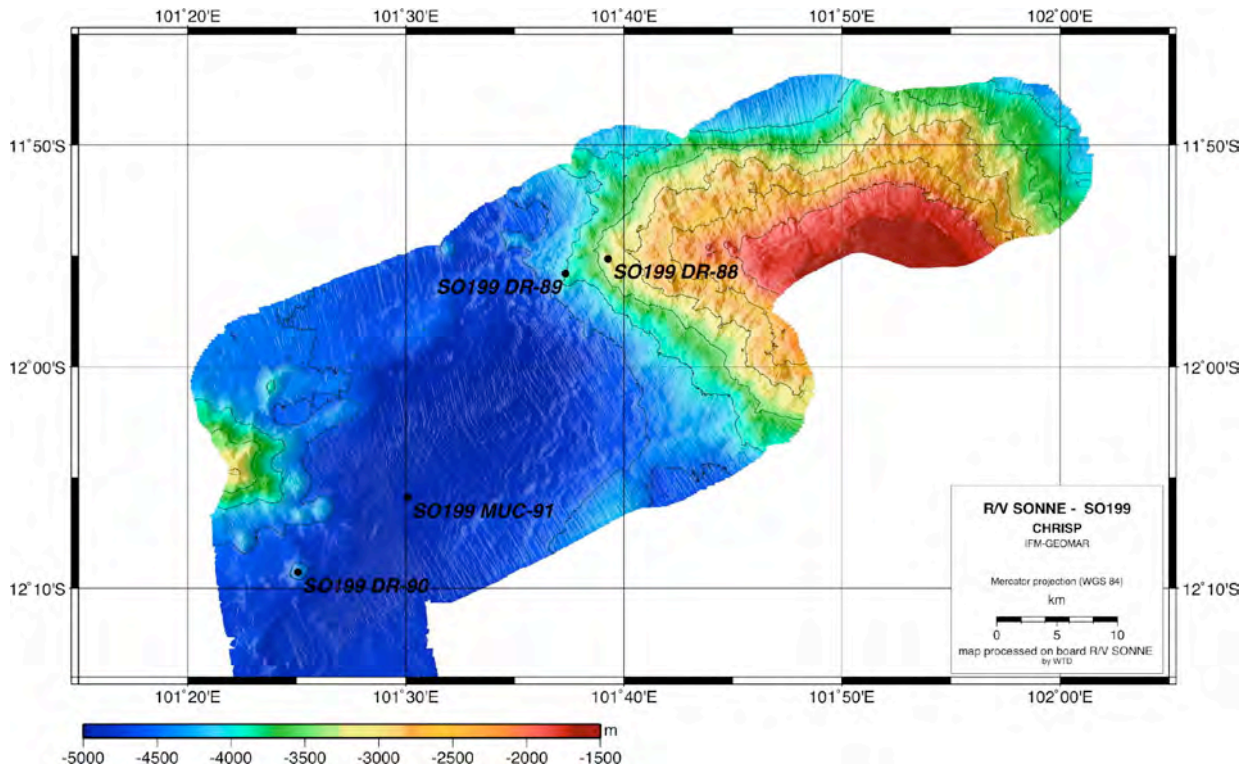 101°20'E 101°30'E 101°40'E 101°50'E 102°00'E
11°50'S 11°50'S
SO199 DR-88
SO199 DR-89
12°00'S 12°00'S
SO199 MUC-91
SO199 DR-90
12°10'S 12°10'S
R/V SONNE - SO199
CHRISP
IFM-GEOMAR
Mercator projection (WGS 84)
km
0 5 10
map processed on board R/V SONNE
by WTD
101°20'E 101°30'E 101°40'E 101°50'E 102°00'E
m
-5000 -4500 -4000 -3500 -3000 -2500 -2000 -1500